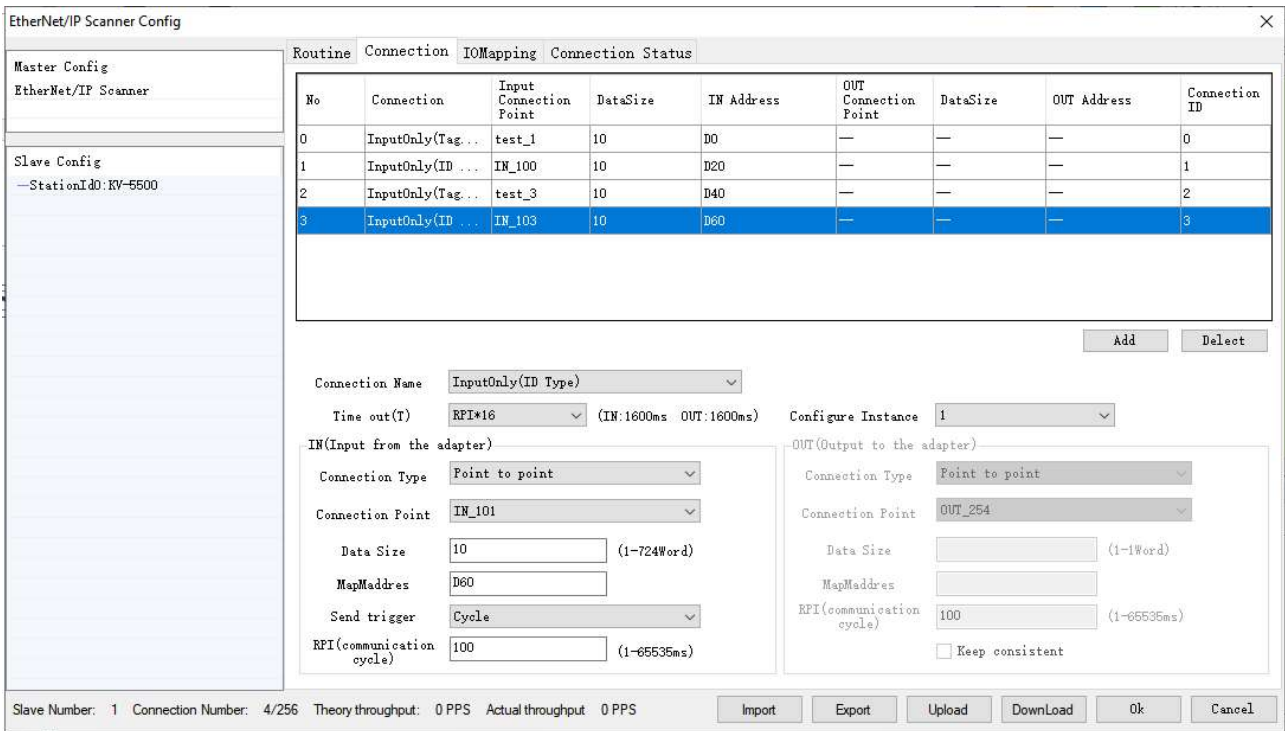 EtherNet/IP Scanner Config
Master Config
EtherNet/IP Scanner
Slave Config
StationId0:KV-5500
Routine Connection IOMapping Connection Status
No Connection Input Connection Point DataSize IN Address OUT Connection Point DataSize OUT Address Connection ID
0 InputOnly(Tag... test_1 10 D0 — — — 0
1 InputOnly(ID ... IN_100 10 D20 — — — 1
2 InputOnly(Tag... test_3 10 D40 — — — 2
3 InputOnly(ID ... IN_103 10 D60 — — — 3
Add Delect
Connection Name InputOnly(ID Type)
Time out(T) RPI*16 (IN:1600ms OUT:1600ms) Configure Instance 1
IN(Input from the adapter)
Connection Type Point to point
Connection Point IN_101
Data Size 10 (1-724Word)
MapMaddres D60
Send trigger Cycle
RPI(communication cycle) 100 (1-65535ms)
OUT(Output to the adapter)
Connection Type Point to point
Connection Point OUT_254
Data Size (1-1Word)
MapMaddres
RPI(communication cycle) 100 (1-65535ms)
Keep consistent
Slave Number: 1 Connection Number: 4/256 Theory throughput: 0 PPS Actual throughput 0 PPS Import Export Upload DownLoad Ok Cancel